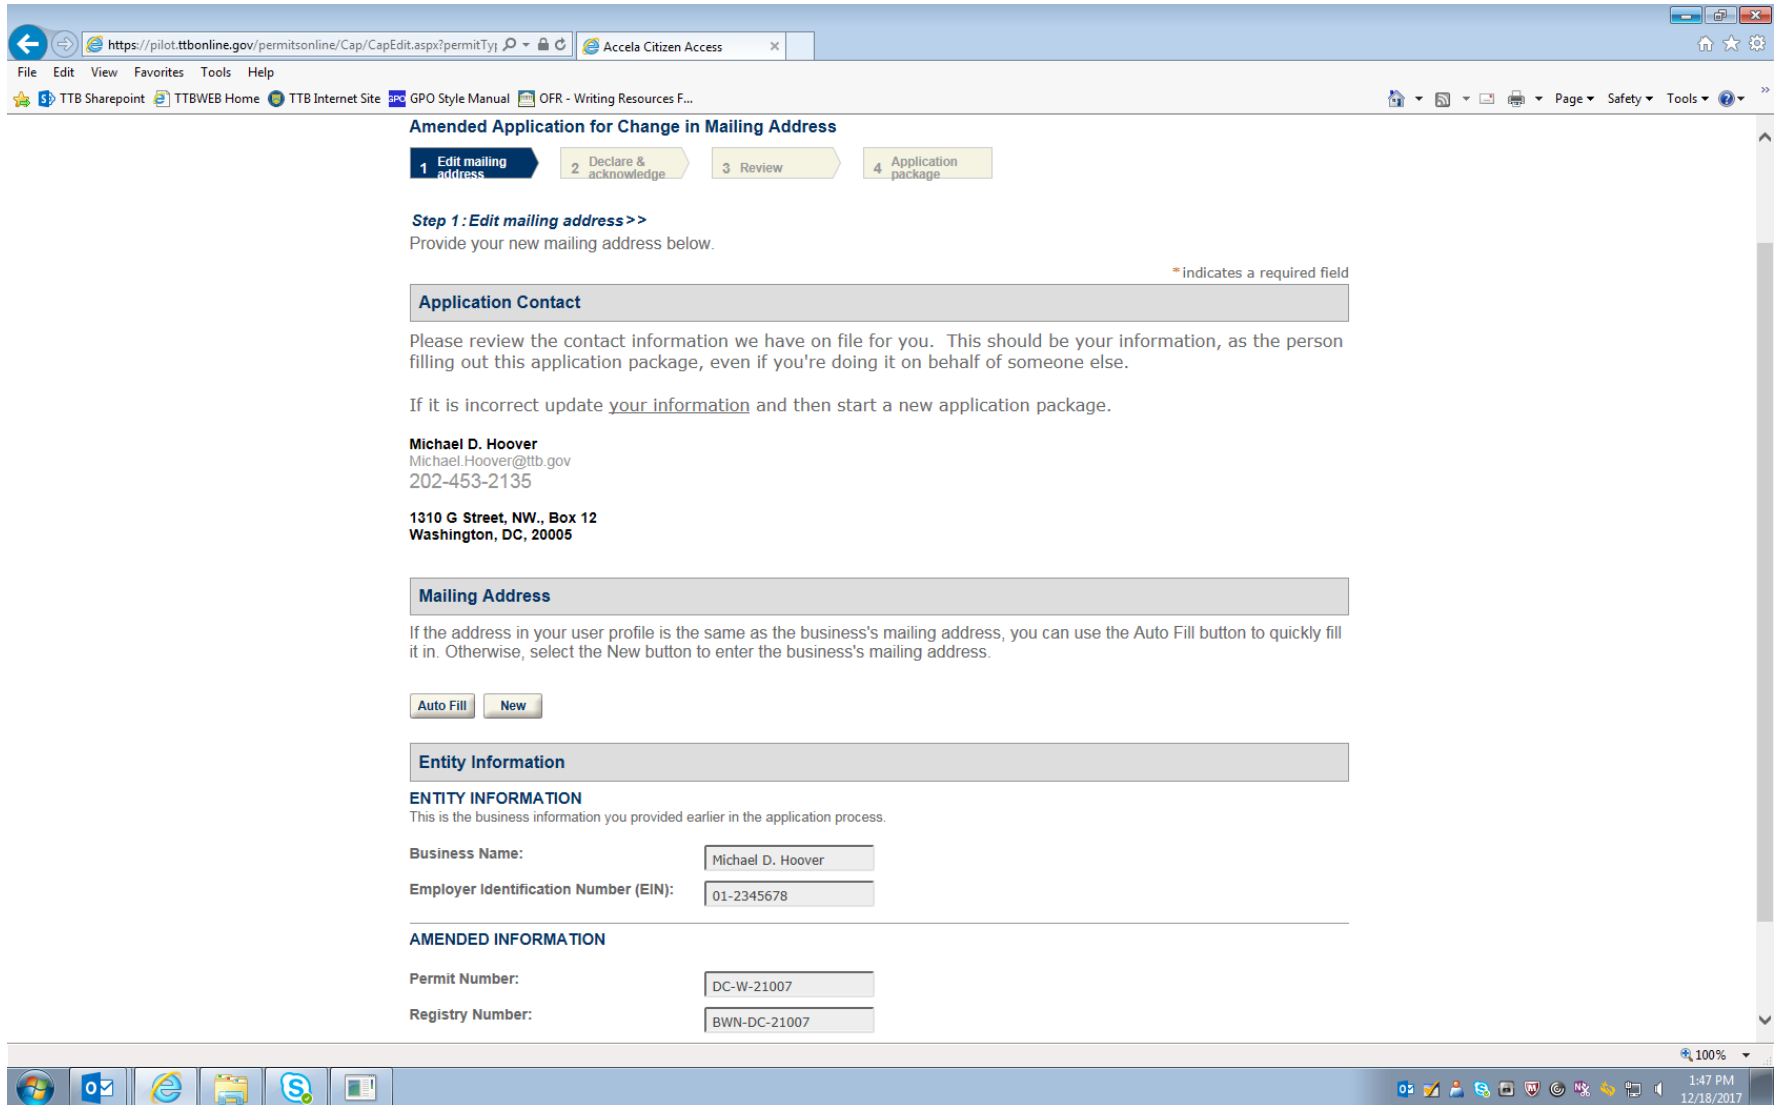 https://pilot.ttbonline.gov/permitsonline/Cap/CapEdit.aspx?permitTy
Accela Citizen Access
File Edit View Favorites Tools Help
TTB Sharepoint TTBWEB Home TTB Internet Site GPO GPO Style Manual OFR - Writing Resources F...
Page Safety Tools
Amended Application for Change in Mailing Address
1 Edit mailing address
2 Declare & acknowledge
3 Review
4 Application package
Step 1:Edit mailing address>>
Provide your new mailing address below.
*indicates a required field
Application Contact
Please review the contact information we have on file for you. This should be your information, as the person
filling out this application package, even if you're doing it on behalf of someone else.
If it is incorrect update your information and then start a new application package.
Michael D. Hoover
Michael.Hoover@ttb.gov
202-453-2135
1310 G Street, NW., Box 12
Washington, DC, 20005
Mailing Address
If the address in your user profile is the same as the business's mailing address, you can use the Auto Fill button to quickly fill
it in. Otherwise, select the New button to enter the business's mailing address.
Auto Fill New
Entity Information
ENTITY INFORMATION
This is the business information you provided earlier in the application process.
Business Name: Michael D. Hoover
Employer Identification Number (EIN): 01-2345678
AMENDED INFORMATION
Permit Number: DC-W-21007
Registry Number: BWN-DC-21007
100%
1:47 PM
12/18/2017